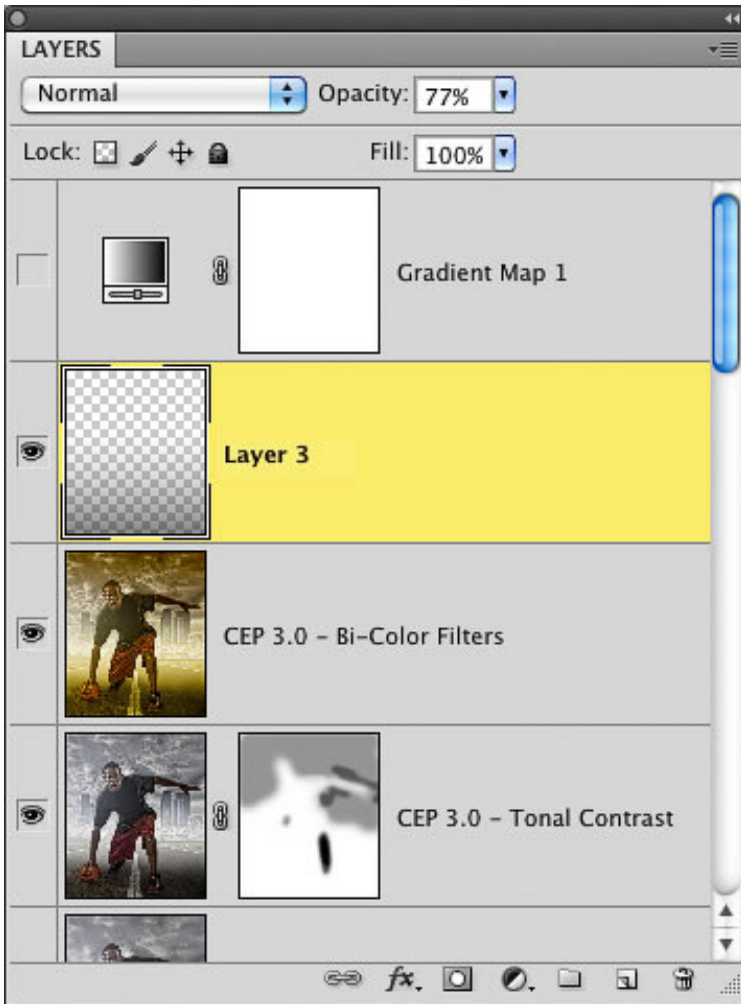 LAYERS
Normal Opacity: 77%
Lock: Fill: 100%
Gradient Map 1
Layer 3
CEP 3.0 – Bi-Color Filters
CEP 3.0 – Tonal Contrast
fx.